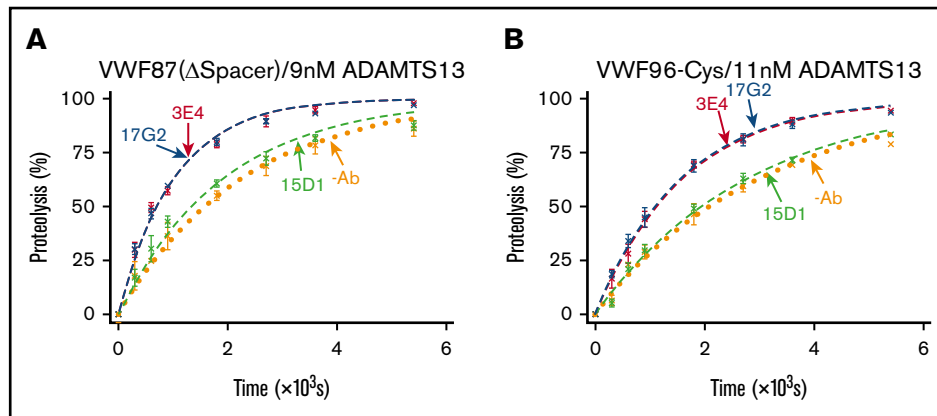 A
VWF87(ΔSpacer)/9nM ADAMTS13
100
75
50
25
0
Proteolysis (%)
3E4
17G2
-Ab
15D1
0
2
4
6
Time (×10³s)
B
VWF96-Cys/11nM ADAMTS13
100
75
50
25
0
Proteolysis (%)
17G2
3E4
-Ab
15D1
0
2
4
6
Time (×10³s)